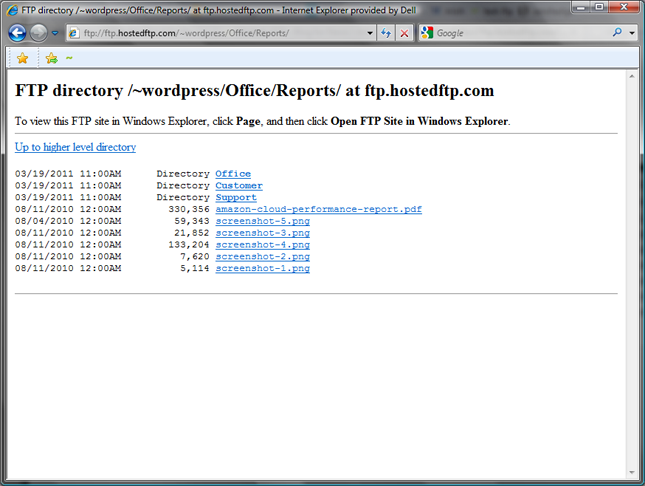 FTP directory /~wordpress/Office/Reports/ at ftp.hostedftp.com - Internet Explorer provided by Dell
ftp://ftp.hostedftp.com/~wordpress/Office/Reports/
Google
FTP directory /~wordpress/Office/Reports/ at ftp.hostedftp.com
To view this FTP site in Windows Explorer, click Page, and then click Open FTP Site in Windows Explorer.
Up to higher level directory
03/19/2011 11:00AM Directory Office
03/19/2011 11:00AM Directory Customer
03/19/2011 11:00AM Directory Support
08/11/2010 12:00AM 330,356 amazon-cloud-performance-report.pdf
08/04/2010 12:00AM 59,343 screenshot-5.png
08/11/2010 12:00AM 21,852 screenshot-3.png
08/11/2010 12:00AM 133,204 screenshot-4.png
08/11/2010 12:00AM 7,620 screenshot-2.png
08/11/2010 12:00AM 5,114 screenshot-1.png